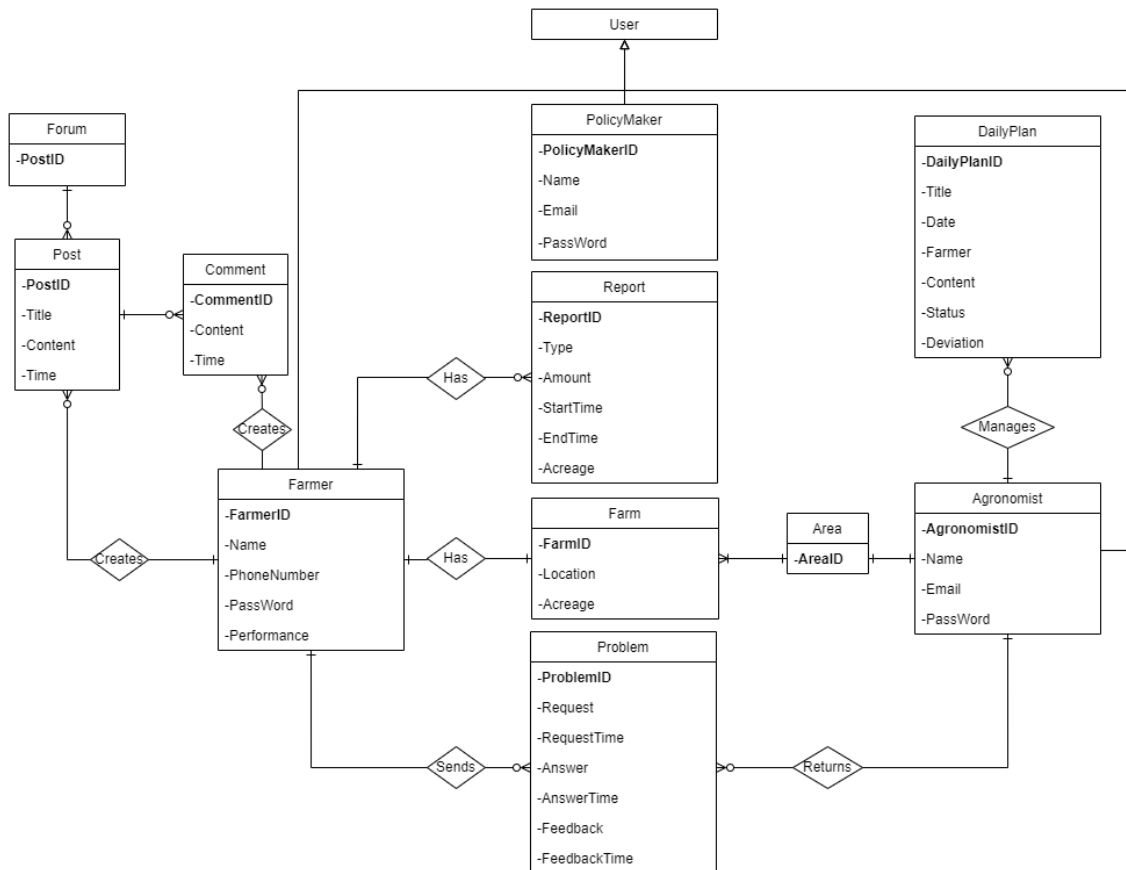 User
PolicyMaker
-PolicyMakerID
-Name
-Email
-PassWord
Forum
-PostID
DailyPlan
-DailyPlanID
-Title
-Date
-Farmer
-Content
-Status
-Deviation
Post
-PostID
-Title
-Content
-Time
Comment
-CommentID
-Content
-Time
Report
-ReportID
-Type
-Amount
-StartTime
-EndTime
-Acreage
Has
Creates
Manages
Farmer
-FarmerID
-Name
-PhoneNumber
-PassWord
-Performance
Creates
Has
Farm
-FarmID
-Location
-Acreage
Area
-AreaID
Agronomist
-AgronomistID
-Name
-Email
-PassWord
Problem
-ProblemID
-Request
-RequestTime
-Answer
-AnswerTime
-Feedback
-FeedbackTime
Sends
Returns